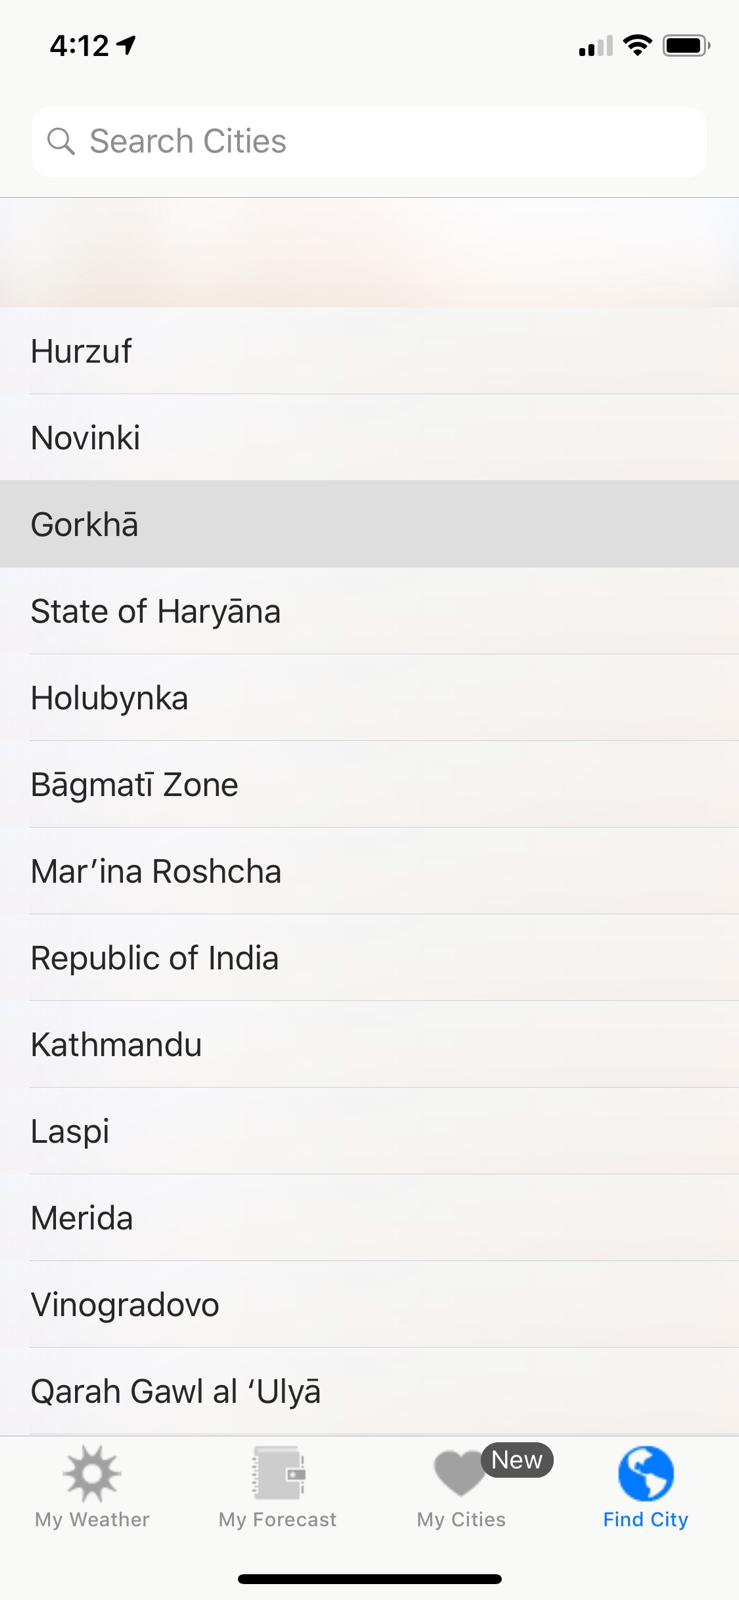 4:12
Search Cities
Hurzuf
Novinki
Gorkhā
State of Haryāna
Holubynka
Bāgmatī Zone
Mar’ina Roshcha
Republic of India
Kathmandu
Laspi
Merida
Vinogradovo
Qarah Gawl al ‘Ulyā
New
My Weather
My Forecast
My Cities
Find City